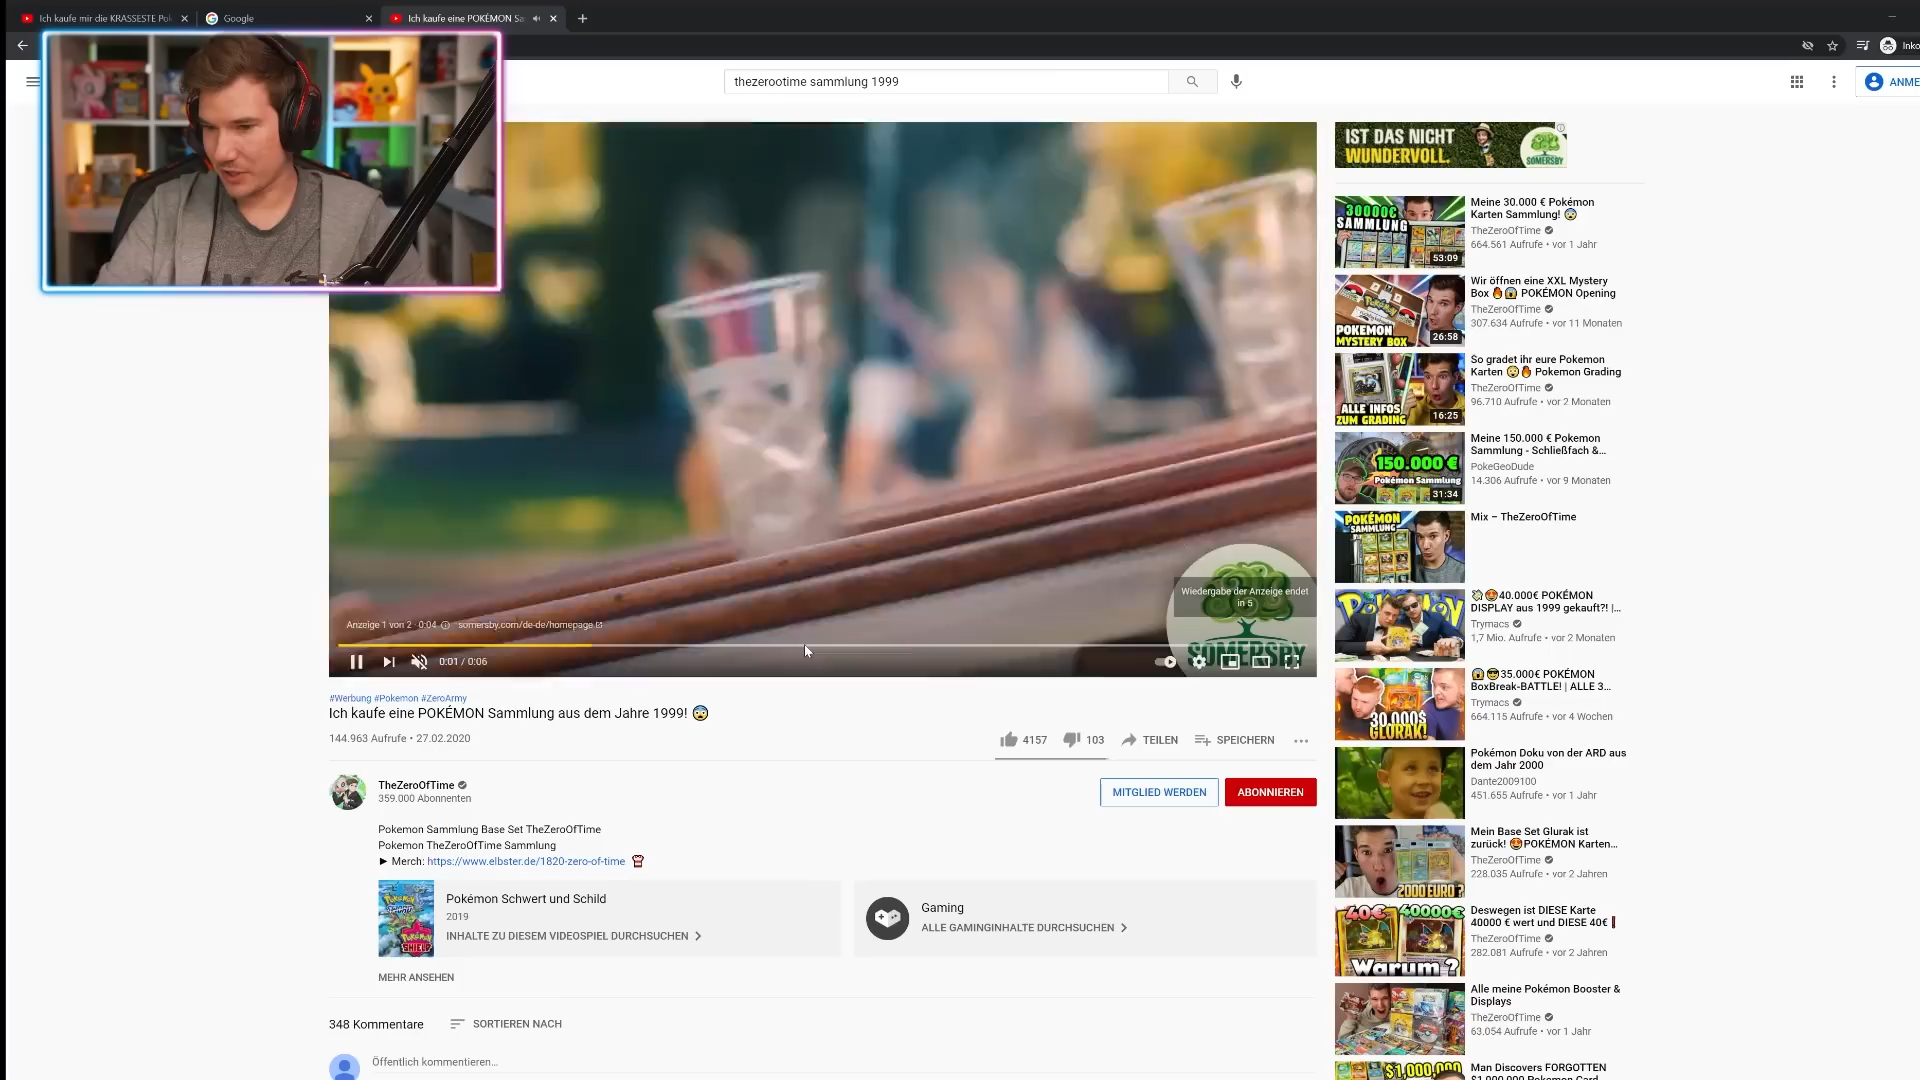 Ich kaufe mir die KRASSESTE Pok
Google
Ich kaufe eine POKÉMON Sa
Inko
thezerootime sammlung 1999
ANME
Wiedergabe der Anzeige endet
in 5
SOMERSBY
Anzeige 1 von 2 · 0:04
somersby.com/de-de/homepage
0:01 / 0:06
#Werbung #Pokemon #ZeroArmy
Ich kaufe eine POKÉMON Sammlung aus dem Jahre 1999! 😨
144.963 Aufrufe • 27.02.2020
4157
103
TEILEN
SPEICHERN
TheZeroOfTime
359.000 Abonnenten
MITGLIED WERDEN
ABONNIEREN
Pokemon Sammlung Base Set TheZeroOfTime
Pokemon TheZeroOfTime Sammlung
► Merch: https://www.elbster.de/1820-zero-of-time
Pokémon Schwert und Schild
2019
INHALTE ZU DIESEM VIDEOSPIEL DURCHSUCHEN
Gaming
ALLE GAMINGINHALTE DURCHSUCHEN
MEHR ANSEHEN
348 Kommentare
SORTIEREN NACH
Öffentlich kommentieren...
IST DAS NICHT
WUNDERVOLL.
SOMERSBY
30000€
SAMMLUNG
53:09
Meine 30.000 € Pokémon
Karten Sammlung! 😨
TheZeroOfTime
664.561 Aufrufe • vor 1 Jahr
POKEMON
MYSTERY BOX
26:58
Wir öffnen eine XXL Mystery
Box 🔥😱 POKÉMON Opening
TheZeroOfTime
307.634 Aufrufe • vor 11 Monaten
ALLE INFOS
ZUM GRADING
16:25
So gradet ihr eure Pokemon
Karten 😲🔥 Pokemon Grading
TheZeroOfTime
96.710 Aufrufe • vor 2 Monaten
150.000 €
Pokémon Sammlung
31:34
Meine 150.000 € Pokemon
Sammlung - Schließfach &...
PokeGeoDude
14.306 Aufrufe • vor 9 Monaten
POKÉMON
SAMMLUNG
Mix – TheZeroOfTime
40.000€ POKÉMON
DISPLAY aus 1999 gekauft?! |...
Trymacs
1,7 Mio. Aufrufe • vor 2 Monaten
30.000$
GLURAK!
😱😎35.000€ POKÉMON
BoxBreak-BATTLE! | ALLE 3...
Trymacs
664.115 Aufrufe • vor 4 Wochen
Pokémon Doku von der ARD aus
dem Jahr 2000
Dante2009100
451.655 Aufrufe • vor 1 Jahr
2000 EURO ?
Mein Base Set Glurak ist
zurück! 😍POKÉMON Karten...
TheZeroOfTime
228.035 Aufrufe • vor 2 Jahren
40€
40000€
Warum?
Deswegen ist DIESE Karte
40000 € wert und DIESE 40€❗
TheZeroOfTime
282.081 Aufrufe • vor 2 Jahren
Alle meine Pokémon Booster &
Displays
TheZeroOfTime
63.054 Aufrufe • vor 1 Jahr
$1,000,000
Man Discovers FORGOTTEN
$1,000,000 Pokemon Card